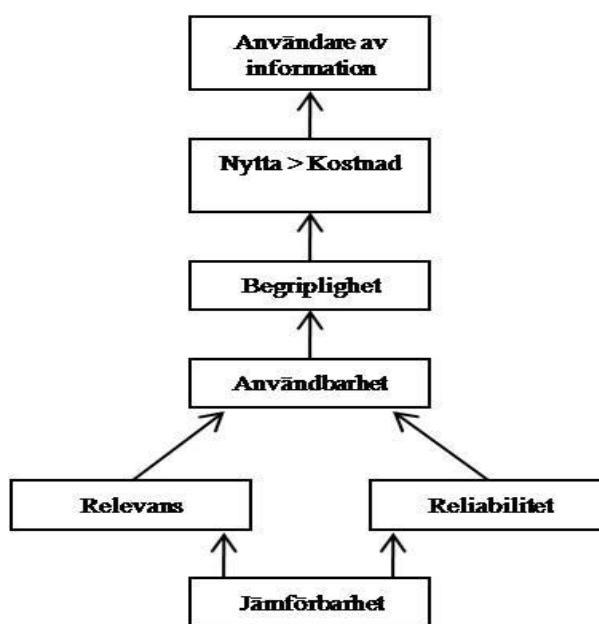 Användare av
information
Nytta > Kostnad
Begriplighet
Användbarhet
Relevans
Reliabilitet
Jämförbarhet